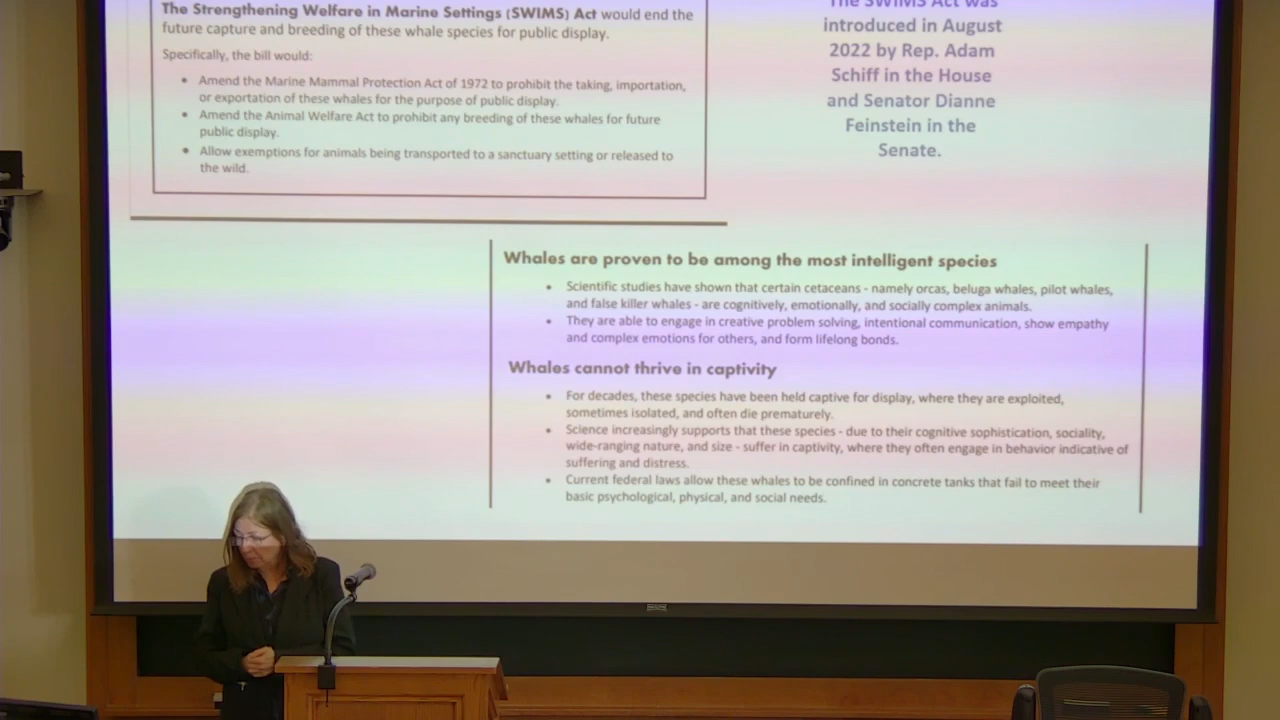 The Strengthening Welfare in Marine Settings (SWIMS) Act would end the
future capture and breeding of these whale species for public display.
Specifically, the bill would:
• Amend the Marine Mammal Protection Act of 1972 to prohibit the taking, importation,
or exportation of these whales for the purpose of public display.
• Amend the Animal Welfare Act to prohibit any breeding of these whales for future
public display.
• Allow exemptions for animals being transported to a sanctuary setting or released to
the wild.
The SWIMS Act was
introduced in August
2022 by Rep. Adam
Schiff in the House
and Senator Dianne
Feinstein in the
Senate.
Whales are proven to be among the most intelligent species
• Scientific studies have shown that certain cetaceans - namely orcas, beluga whales, pilot whales,
and false killer whales - are cognitively, emotionally, and socially complex animals.
• They are able to engage in creative problem solving, intentional communication, show empathy
and complex emotions for others, and form lifelong bonds.
Whales cannot thrive in captivity
• For decades, these species have been held captive for display, where they are exploited,
sometimes isolated, and often die prematurely.
• Science increasingly supports that these species - due to their cognitive sophistication, sociality,
wide-ranging nature, and size - suffer in captivity, where they often engage in behavior indicative of
suffering and distress.
• Current federal laws allow these whales to be confined in concrete tanks that fail to meet their
basic psychological, physical, and social needs.